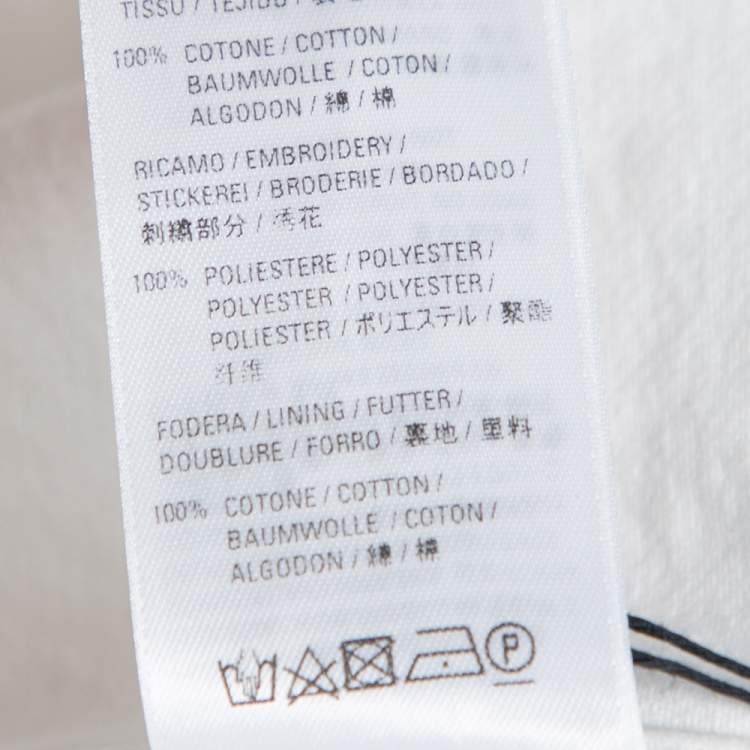 TISSU / TEJIDO /
100% COTONE / COTTON /
BAUMWOLLE / COTON /
ALGODON / 綿 / 棉
RICAMO / EMBROIDERY /
STICKEREI / BRODERIE / BORDADO /
刺繍部分 / 绣花
100% POLIESTERE / POLYESTER /
POLYESTER / POLYESTER /
POLIESTER / ポリエステル / 聚酯
纤维
FODERA / LINING / FUTTER /
DOUBLURE / FORRO / 裏地 / 里料
100% COTONE / COTTON /
BAUMWOLLE / COTON /
ALGODON / 綿 / 棉
P